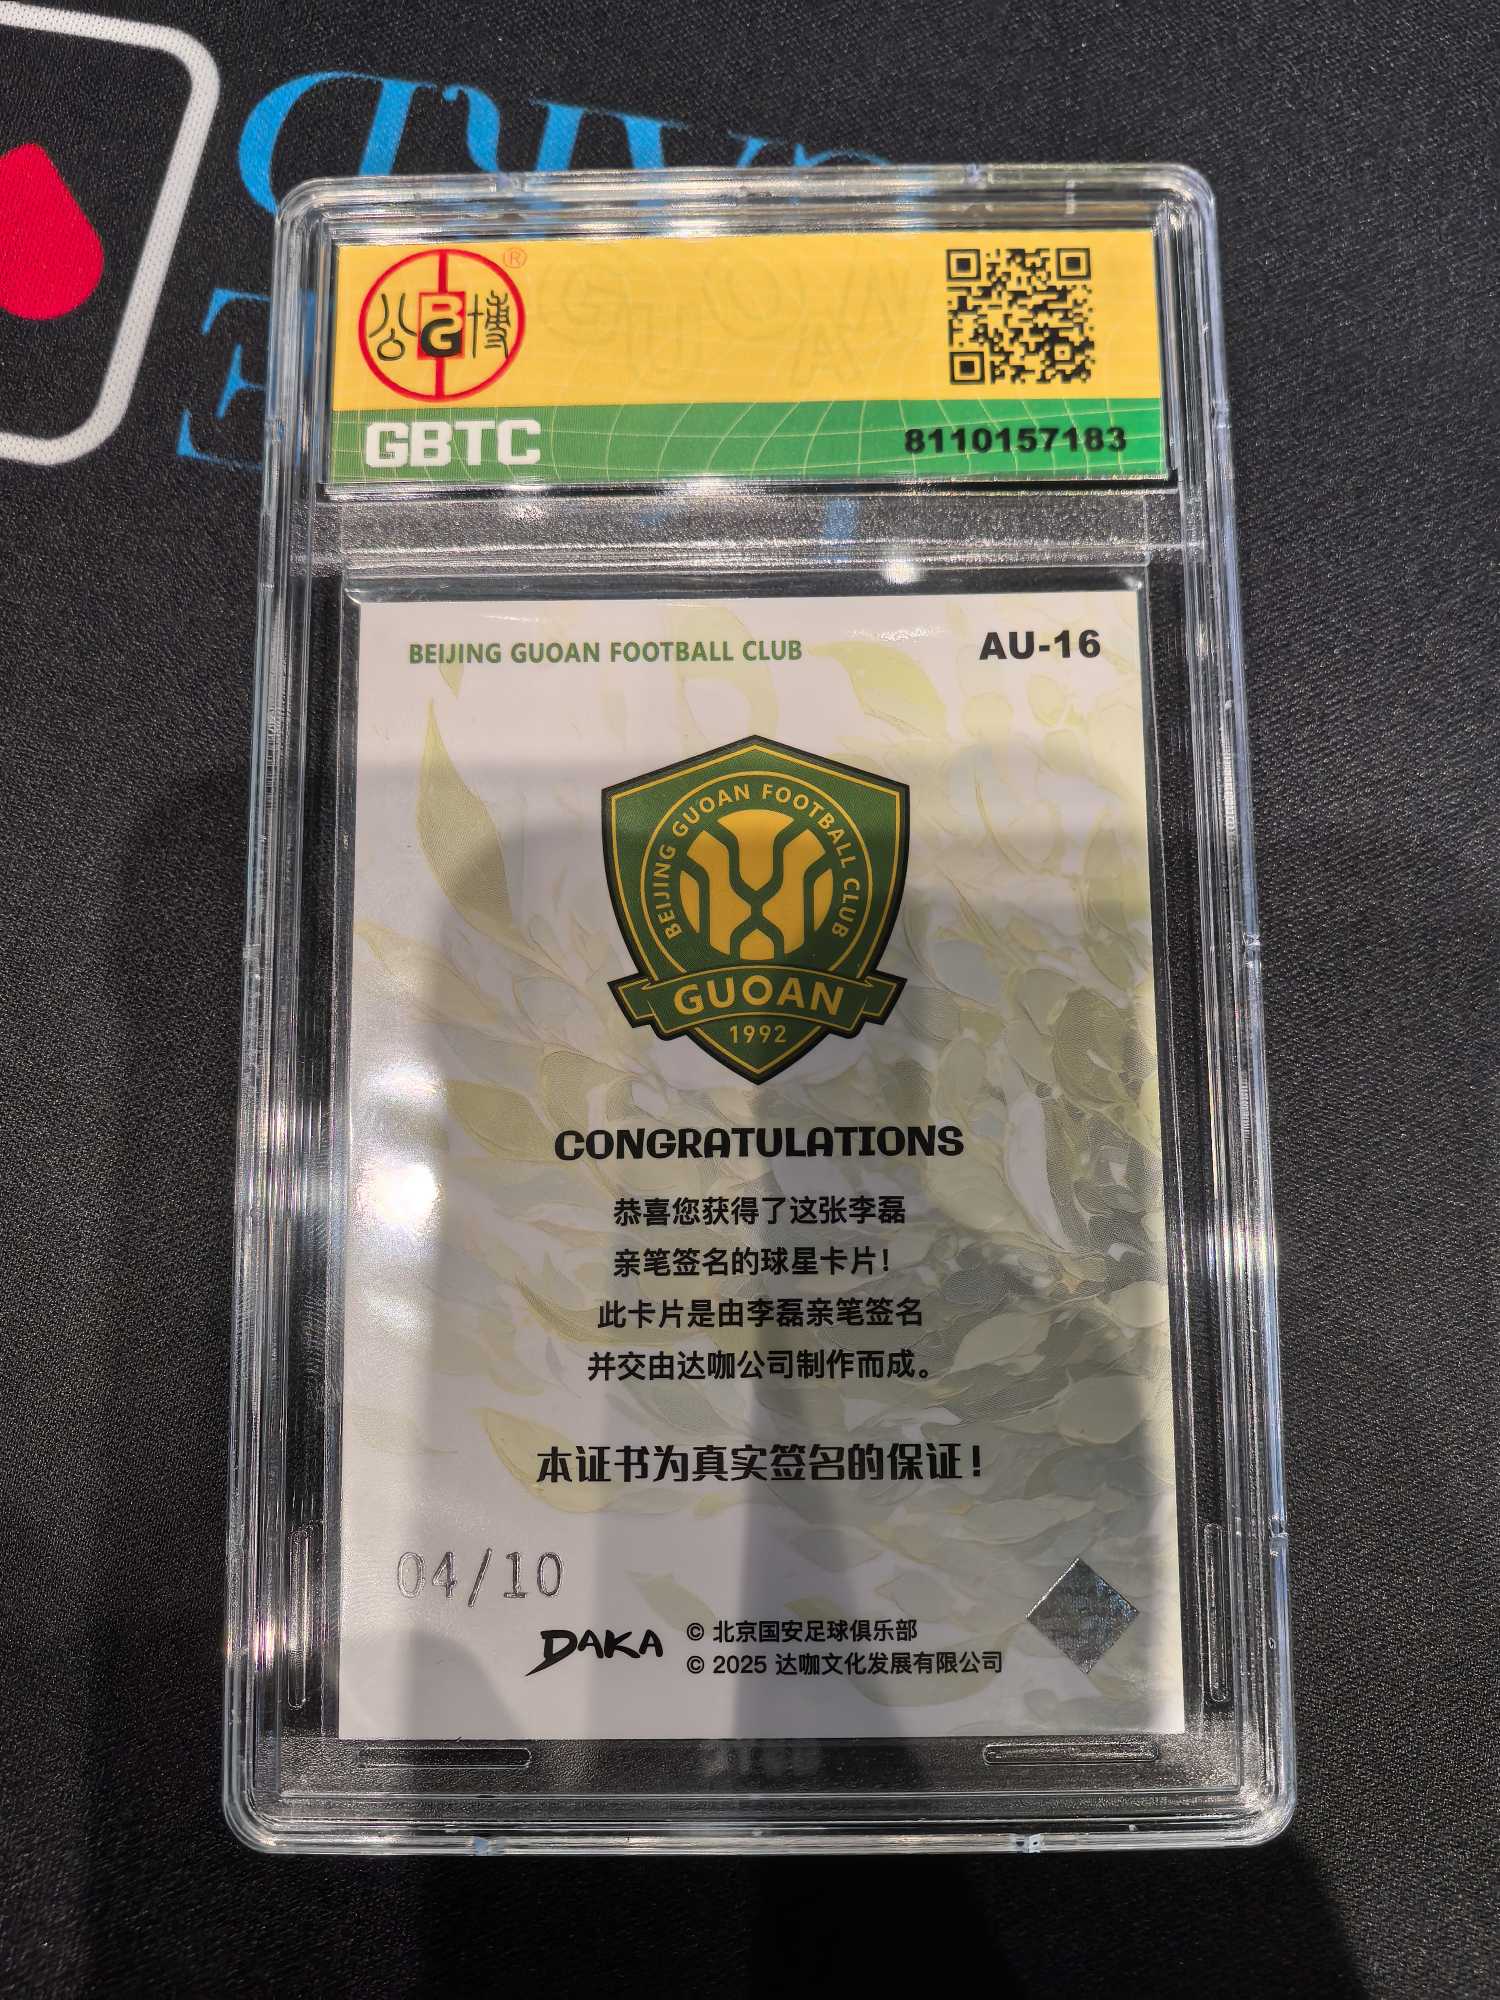 公 BG 博 ®
GBTC
8110157183
BEIJING GUOAN FOOTBALL CLUB
AU-16
BEIJING GUOAN FOOTBALL CLUB
GUOAN
1992
CONGRATULATIONS
恭喜您获得了这张李磊
亲笔签名的球星卡片！
此卡片是由李磊亲笔签名
并交由达咖公司制作而成。
本证书为真实签名的保证！
04/10
DAKA
© 北京国安足球俱乐部
© 2025 达咖文化发展有限公司